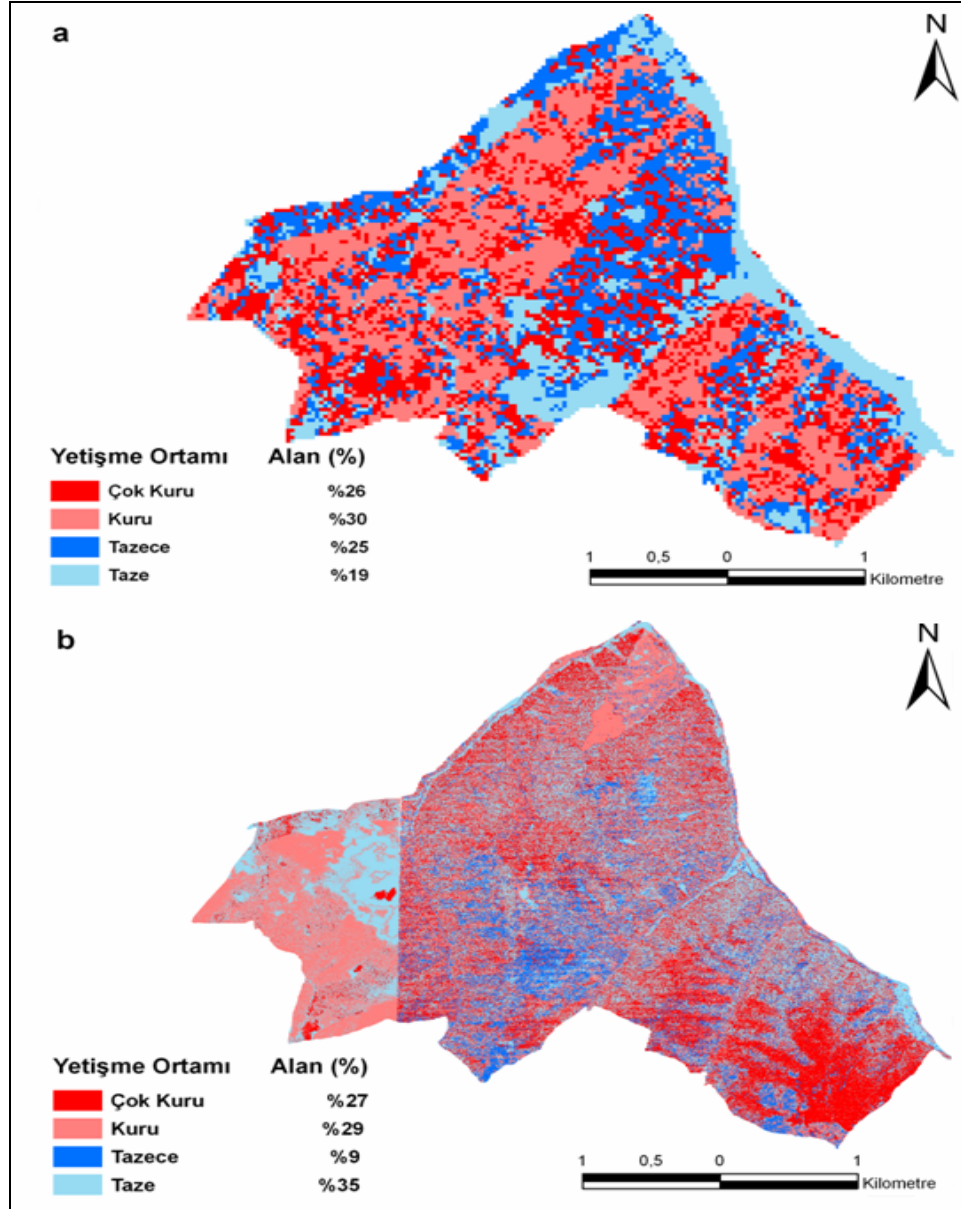 a
N
Yetişme Ortamı Alan (%)
Çok Kuru %26
Kuru %30
Tazece %25
Taze %19
1 0,5 0 1
Kilometre
b
N
Yetişme Ortamı Alan (%)
Çok Kuru %27
Kuru %29
Tazece %9
Taze %35
1 0,5 0 1
Kilometre